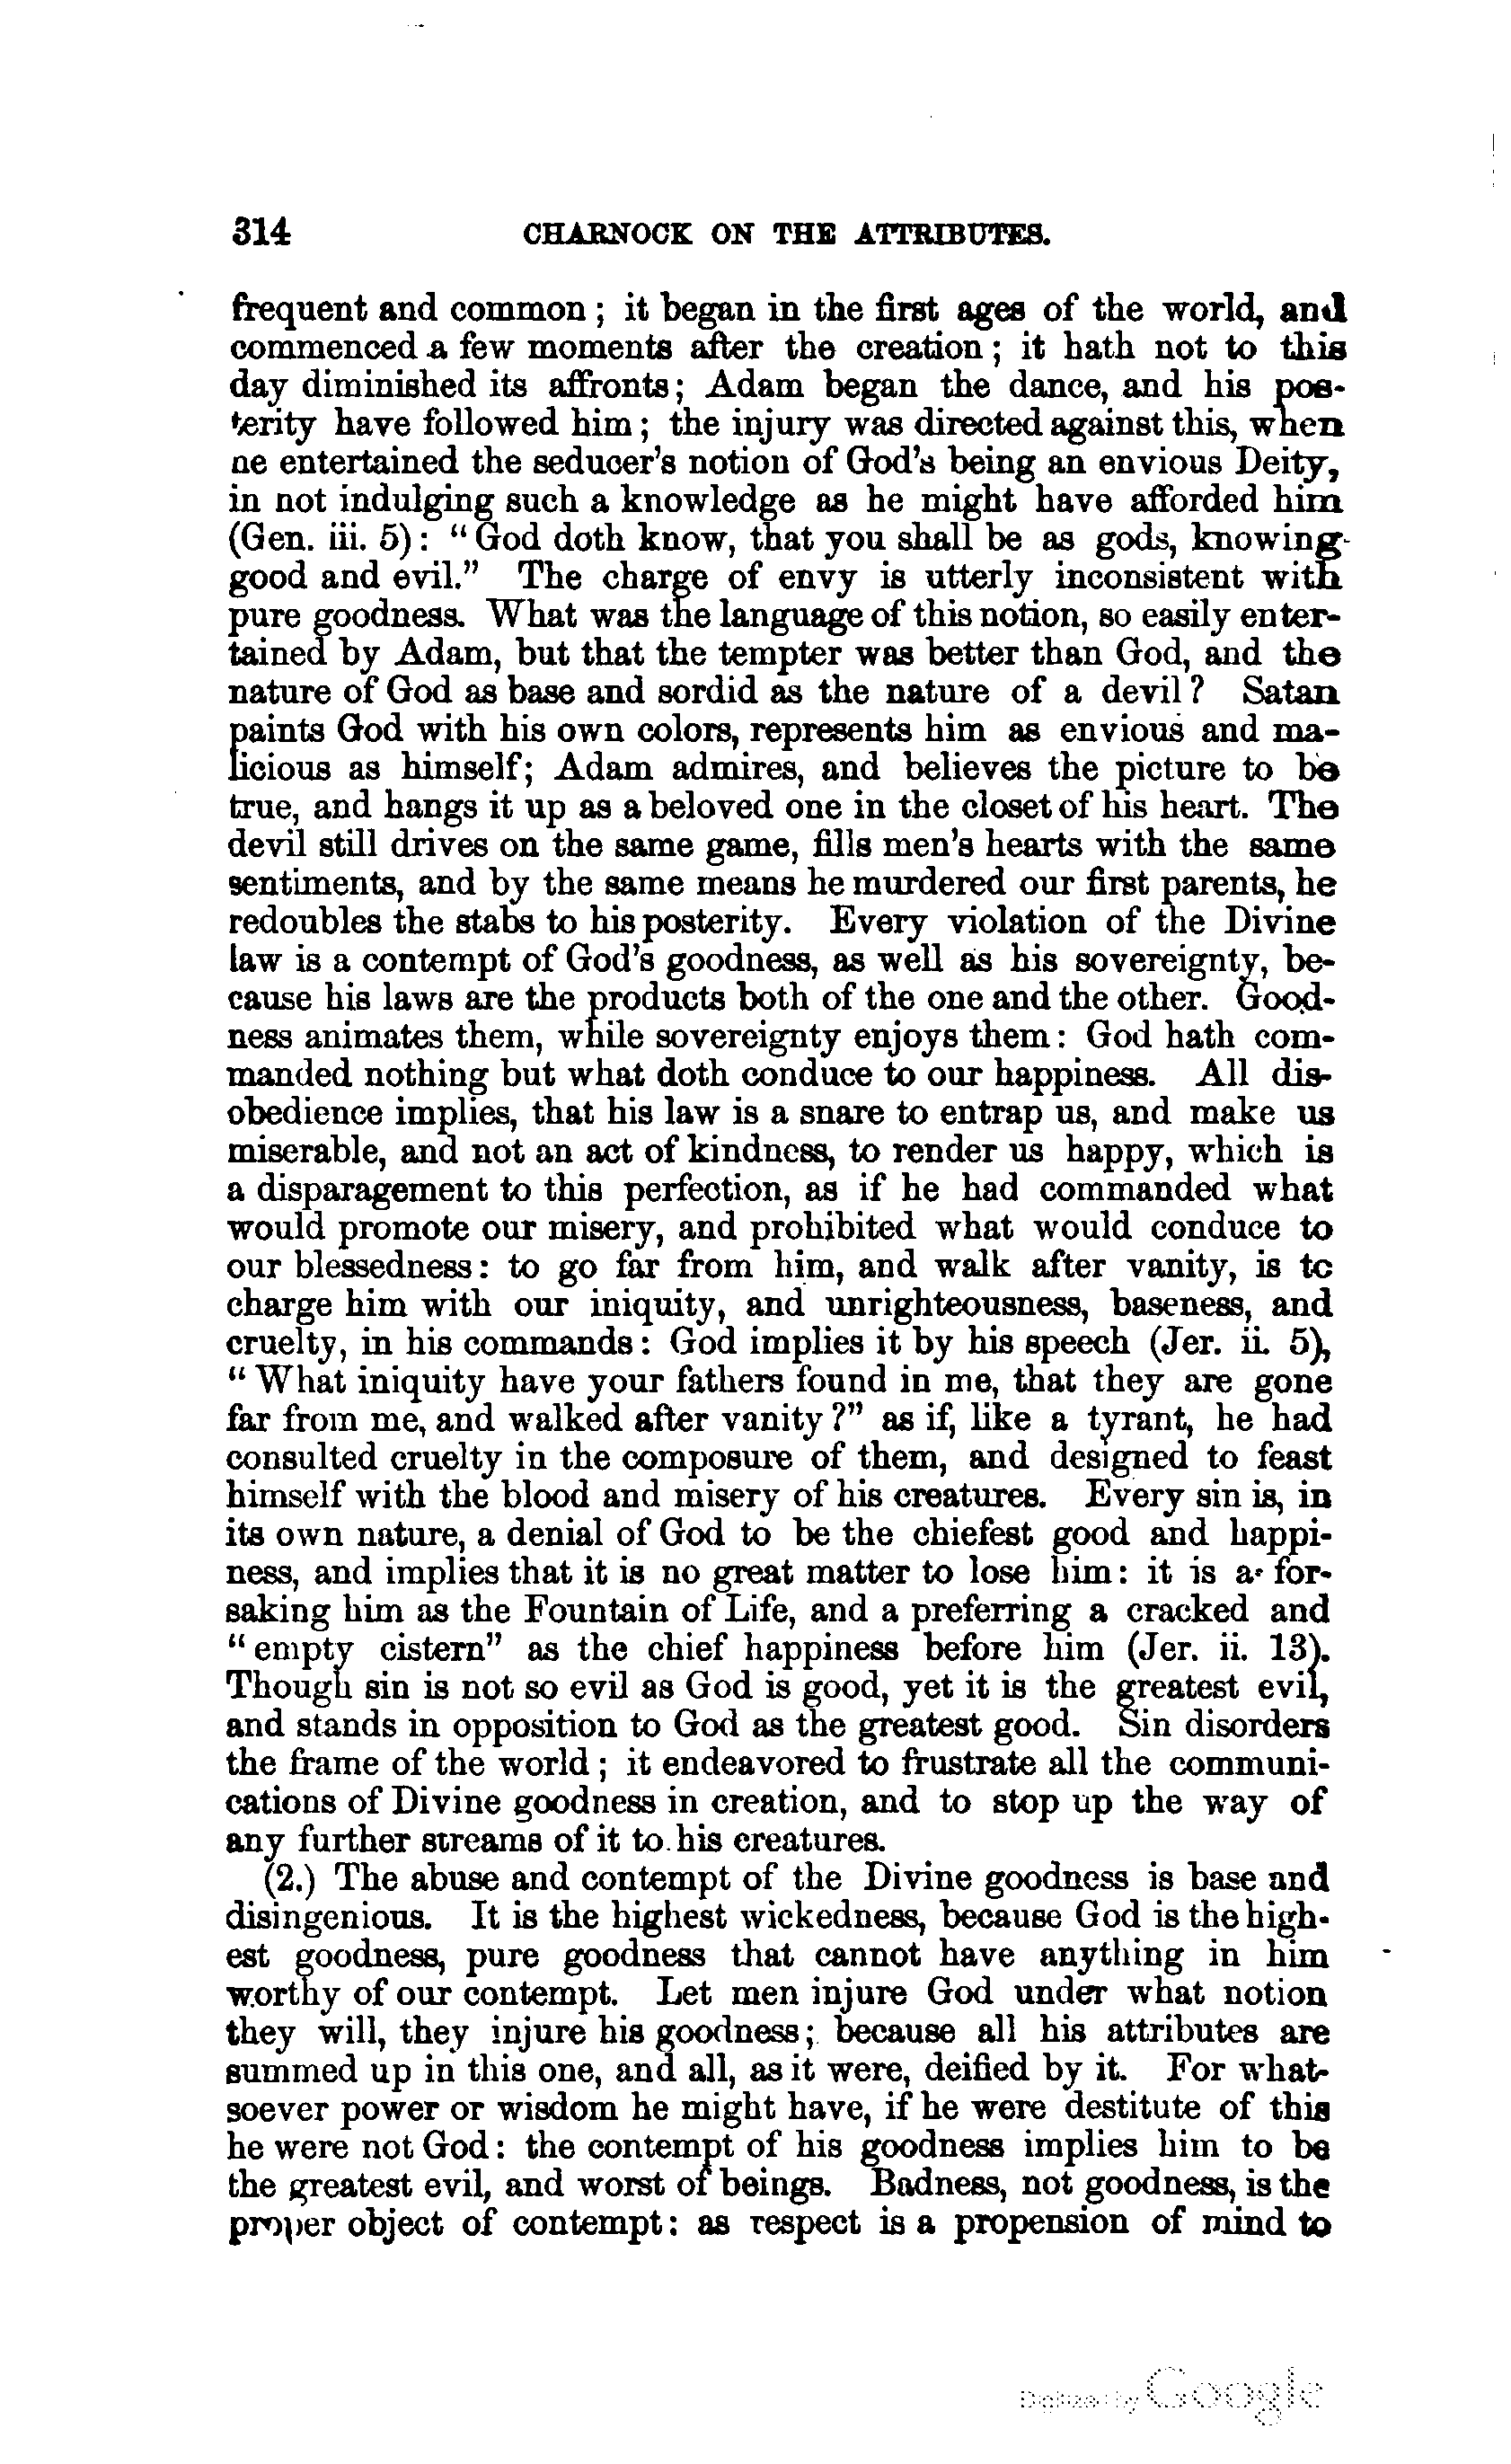 314 CHARNOCK ON THE ATTRIBUTES.
frequent and common; it began in the first ages of the world, and
commenced a few moments after the creation; it hath not to this
day diminished its affronts; Adam began the dance, and his pos-
terity have followed him; the injury was directed against this, when
ne entertained the seducer's notion of God's being an envious Deity,
in not indulging such a knowledge as he might have afforded him
(Gen. iii. 5): "God doth know, that you shall be as gods, knowing
good and evil." The charge of envy is utterly inconsistent with
pure goodness. What was the language of this notion, so easily enter-
tained by Adam, but that the tempter was better than God, and the
nature of God as base and sordid as the nature of a devil? Satan
paints God with his own colors, represents him as envious and ma-
licious as himself; Adam admires, and believes the picture to be
true, and hangs it up as a beloved one in the closet of his heart. The
devil still drives on the same game, fills men's hearts with the same
sentiments, and by the same means he murdered our first parents, he
redoubles the stabs to his posterity. Every violation of the Divine
law is a contempt of God's goodness, as well as his sovereignty, be-
cause his laws are the products both of the one and the other. Good-
ness animates them, while sovereignty enjoys them: God hath com-
manded nothing but what doth conduce to our happiness. All dis-
obedience implies, that his law is a snare to entrap us, and make us
miserable, and not an act of kindness, to render us happy, which is
a disparagement to this perfection, as if he had commanded what
would promote our misery, and prohibited what would conduce to
our blessedness: to go far from him, and walk after vanity, is to
charge him with our iniquity, and unrighteousness, baseness, and
cruelty, in his commands: God implies it by his speech (Jer. ii. 5),
"What iniquity have your fathers found in me, that they are gone
far from me, and walked after vanity?" as if, like a tyrant, he had
consulted cruelty in the composure of them, and designed to feast
himself with the blood and misery of his creatures. Every sin is, in
its own nature, a denial of God to be the chiefest good and happi-
ness, and implies that it is no great matter to lose him: it is a for-
saking him as the Fountain of Life, and a preferring a cracked and
"empty cistern" as the chief happiness before him (Jer. ii. 13).
Though sin is not so evil as God is good, yet it is the greatest evil,
and stands in opposition to God as the greatest good. Sin disorders
the frame of the world; it endeavored to frustrate all the communi-
cations of Divine goodness in creation, and to stop up the way of
any further streams of it to his creatures.
(2.) The abuse and contempt of the Divine goodness is base and
disingenious. It is the highest wickedness, because God is the high-
est goodness, pure goodness that cannot have anything in him
worthy of our contempt. Let men injure God under what notion
they will, they injure his goodness; because all his attributes are
summed up in this one, and all, as it were, deified by it. For what-
soever power or wisdom he might have, if he were destitute of this
he were not God: the contempt of his goodness implies him to be
the greatest evil, and worst of beings. Badness, not goodness, is the
proper object of contempt: as respect is a propension of mind to
Digitized by Google